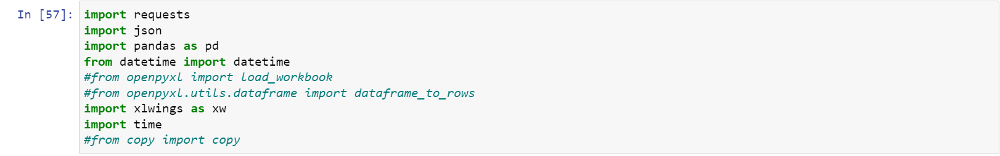 In [57]: import requests
import json
import pandas as pd
from datetime import datetime
#from openpyxl import load_workbook
#from openpyxl.utils.dataframe import dataframe_to_rows
import xlwings as xw
import time
#from copy import copy